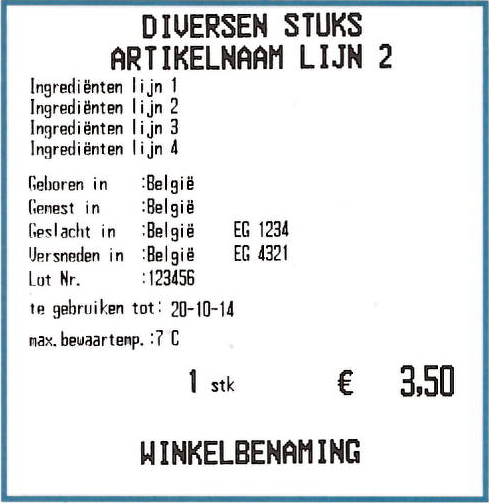 DIVERSEN STUKS
ARTIKELNAAM LIJN 2
Ingrediënten lijn 1
Ingrediënten lijn 2
Ingrediënten lijn 3
Ingrediënten lijn 4
Geboren in :België
Gemest in :België
Geslacht in :België EG 1234
Versneden in :België EG 4321
Lot Nr. :123456
te gebruiken tot: 20-10-14
max.bewaartemp. :7 C
1 stk € 3,50
WINKELBENAMING